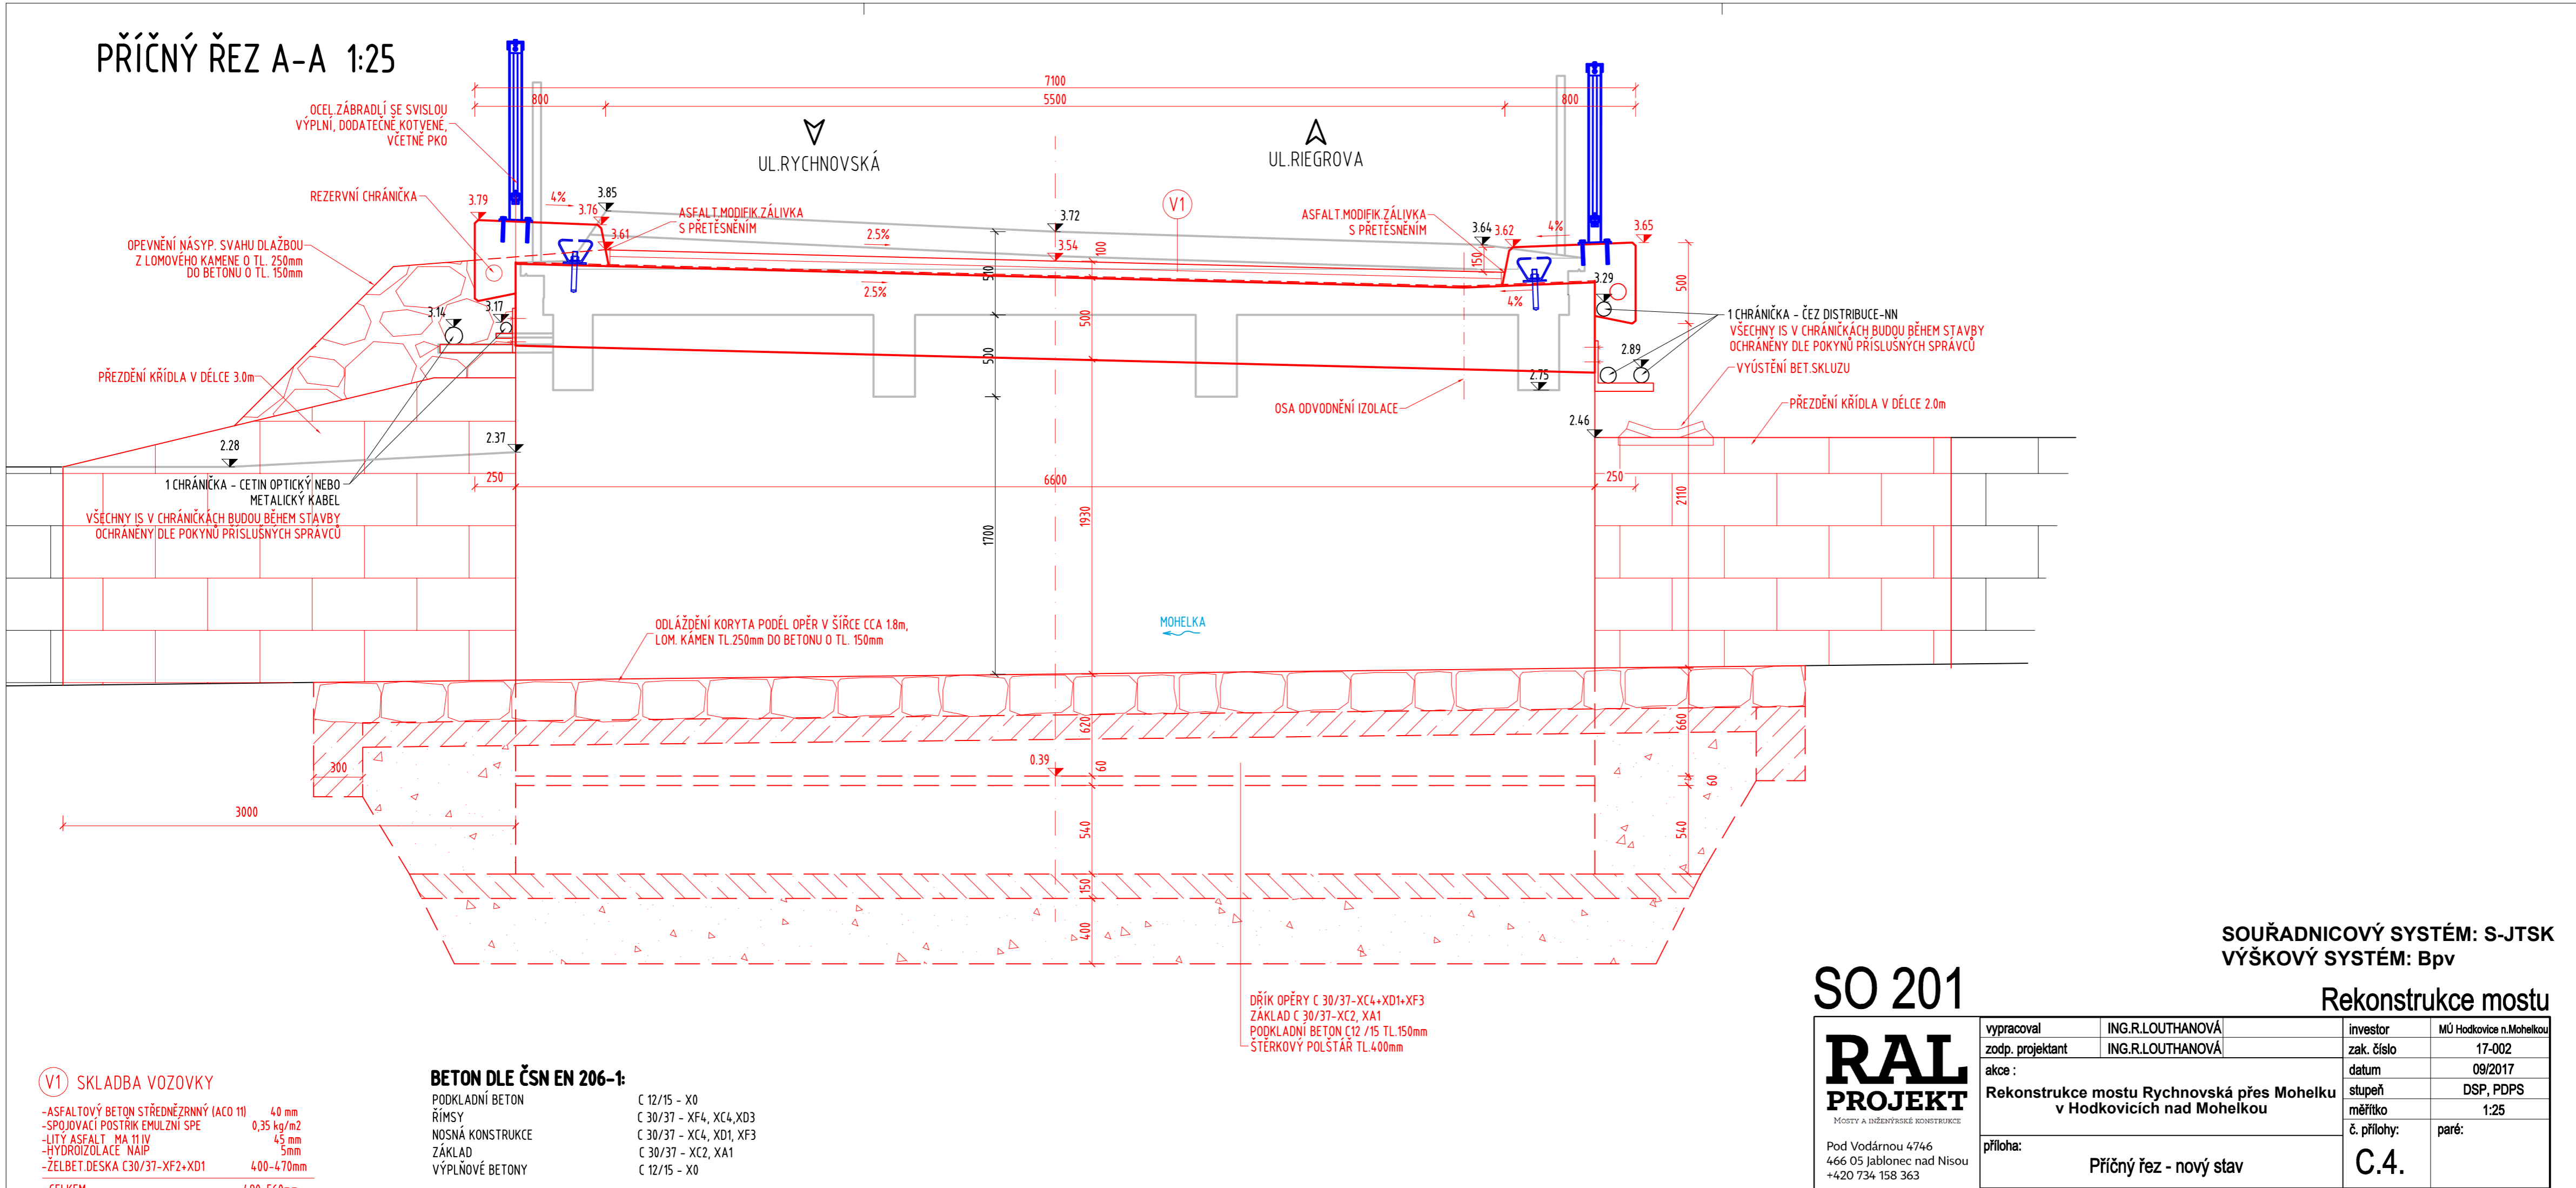 PŘÍČNÝ ŘEZ A-A 1:25
7100
800
5500
800
OCEL.ZÁBRADLÍ SE SVISLOU
VÝPLNÍ, DODATEČNĚ KOTVENÉ,
VČETNĚ PKO
UL.RYCHNOVSKÁ
UL.RIEGROVA
REZERVNÍ CHRÁNIČKA
3.79
4%
3.85
3.76
3.61
ASFALT.MODIFIK.ZÁLIVKA
S PŘETĚSNĚNÍM
2.5%
2.5%
3.72
3.54
100
V1
ASFALT.MODIFIK.ZÁLIVKA
S PŘETĚSNĚNÍM
3.64
3.62
150
4%
3.65
4%
3.29
OPEVNĚNÍ NÁSYP. SVAHU DLAŽBOU
Z LOMOVÉHO KAMENE O TL. 250mm
DO BETONU O TL. 150mm
3.14
3.17
510
500
500
500
1 CHRÁNIČKA - ČEZ DISTRIBUCE-NN
VŠECHNY IS V CHRÁNIČKÁCH BUDOU BĚHEM STAVBY
OCHRÁNĚNY DLE POKYNŮ PŘÍSLUŠNÝCH SPRÁVCŮ
2.89
2.75
VYÚSTĚNÍ BET.SKLUZU
PŘEZDĚNÍ KŘÍDLA V DÉLCE 3.0m
OSA ODVODNĚNÍ IZOLACE
PŘEZDĚNÍ KŘÍDLA V DÉLCE 2.0m
2.46
2.28
2.37
250
6600
250
1 CHRÁNIČKA - CETIN OPTICKÝ NEBO
METALICKÝ KABEL
VŠECHNY IS V CHRÁNIČKÁCH BUDOU BĚHEM STAVBY
OCHRÁNĚNY DLE POKYNŮ PŘÍSLUŠNÝCH SPRÁVCŮ
1700
1930
2110
ODLÁŽDĚNÍ KORYTA PODÉL OPĚR V ŠÍŘCE CCA 1.8m,
LOM. KÁMEN TL.250mm DO BETONU O TL. 150mm
MOHELKA
620
660
300
0.39
60
60
3000
540
540
150
400
DŘÍK OPĚRY C 30/37-XC4+XD1+XF3
ZÁKLAD C 30/37-XC2, XA1
PODKLADNÍ BETON C12 /15 TL.150mm
ŠTĚRKOVÝ POLŠTÁŘ TL.400mm
V1 SKLADBA VOZOVKY
-ASFALTOVÝ BETON STŘEDNĚZRNNÝ (ACO 11) 40 mm
-SPOJOVACÍ POSTŘIK EMULZNÍ SPE 0,35 kg/m2
-LITÝ ASFALT MA 11 IV 45 mm
-HYDROIZOLACE NAIP 5mm
-ŽELBET.DESKA C30/37-XF2+XD1 400-470mm
BETON DLE ČSN EN 206-1:
PODKLADNÍ BETON C 12/15 - X0
ŘÍMSY C 30/37 - XF4, XC4,XD3
NOSNÁ KONSTRUKCE C 30/37 - XC4, XD1, XF3
ZÁKLAD C 30/37 - XC2, XA1
VÝPLŇOVÉ BETONY C 12/15 - X0
SOUŘADNICOVÝ SYSTÉM: S-JTSK
VÝŠKOVÝ SYSTÉM: Bpv
SO 201
Rekonstrukce mostu
RAL
PROJEKT
MOSTY A INŽENÝRSKÉ KONSTRUKCE
Pod Vodárnou 4746
466 05 Jablonec nad Nisou
+420 734 158 363
vypracoval ING.R.LOUTHANOVÁ
zodp. projektant ING.R.LOUTHANOVÁ
akce :
Rekonstrukce mostu Rychnovská přes Mohelku
v Hodkovicích nad Mohelkou
příloha:
Příčný řez - nový stav
investor MÚ Hodkovice n.Mohelkou
zak. číslo 17-002
datum 09/2017
stupeň DSP, PDPS
měřítko 1:25
č. přílohy: paré:
C.4.